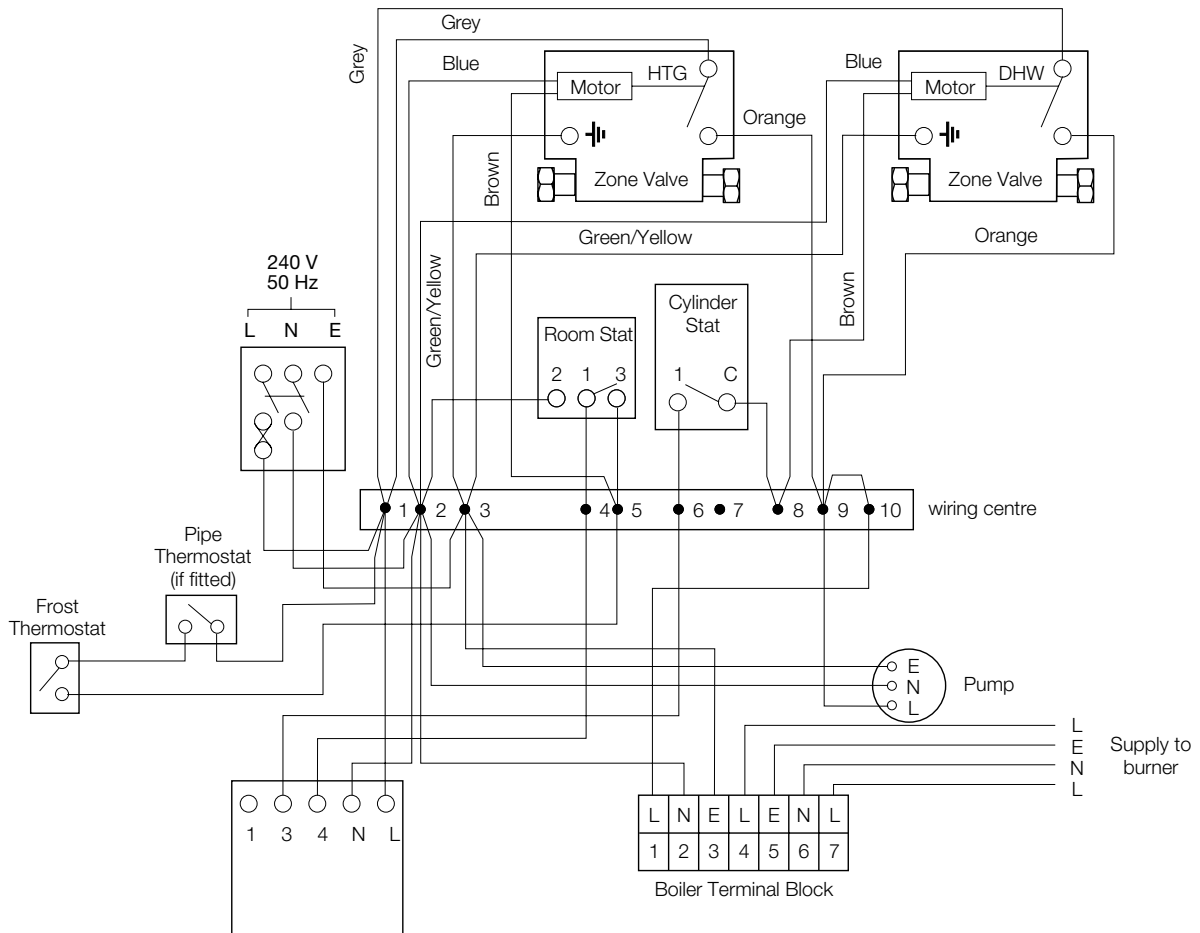 Grey
Grey
Blue
HTG
Motor
Orange
Brown
Zone Valve
Blue
DHW
Motor
Zone Valve
Orange
Green/Yellow
Green/Yellow
Brown
240 V
50 Hz
L N E
Room Stat
2 1 3
Cylinder
Stat
1 C
1 2 3 4 5 6 7 8 9 10
wiring centre
Pipe
Thermostat
(if fitted)
Frost
Thermostat
E
N
L
Pump
L
E
N
L
Supply to
burner
1 3 4 N L
L N E L E N L
1 2 3 4 5 6 7
Boiler Terminal Block